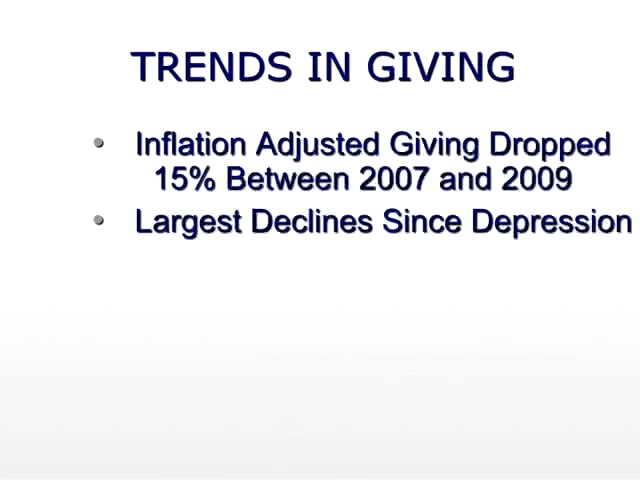 TRENDS IN GIVING
• Inflation Adjusted Giving Dropped
15% Between 2007 and 2009
• Largest Declines Since Depression